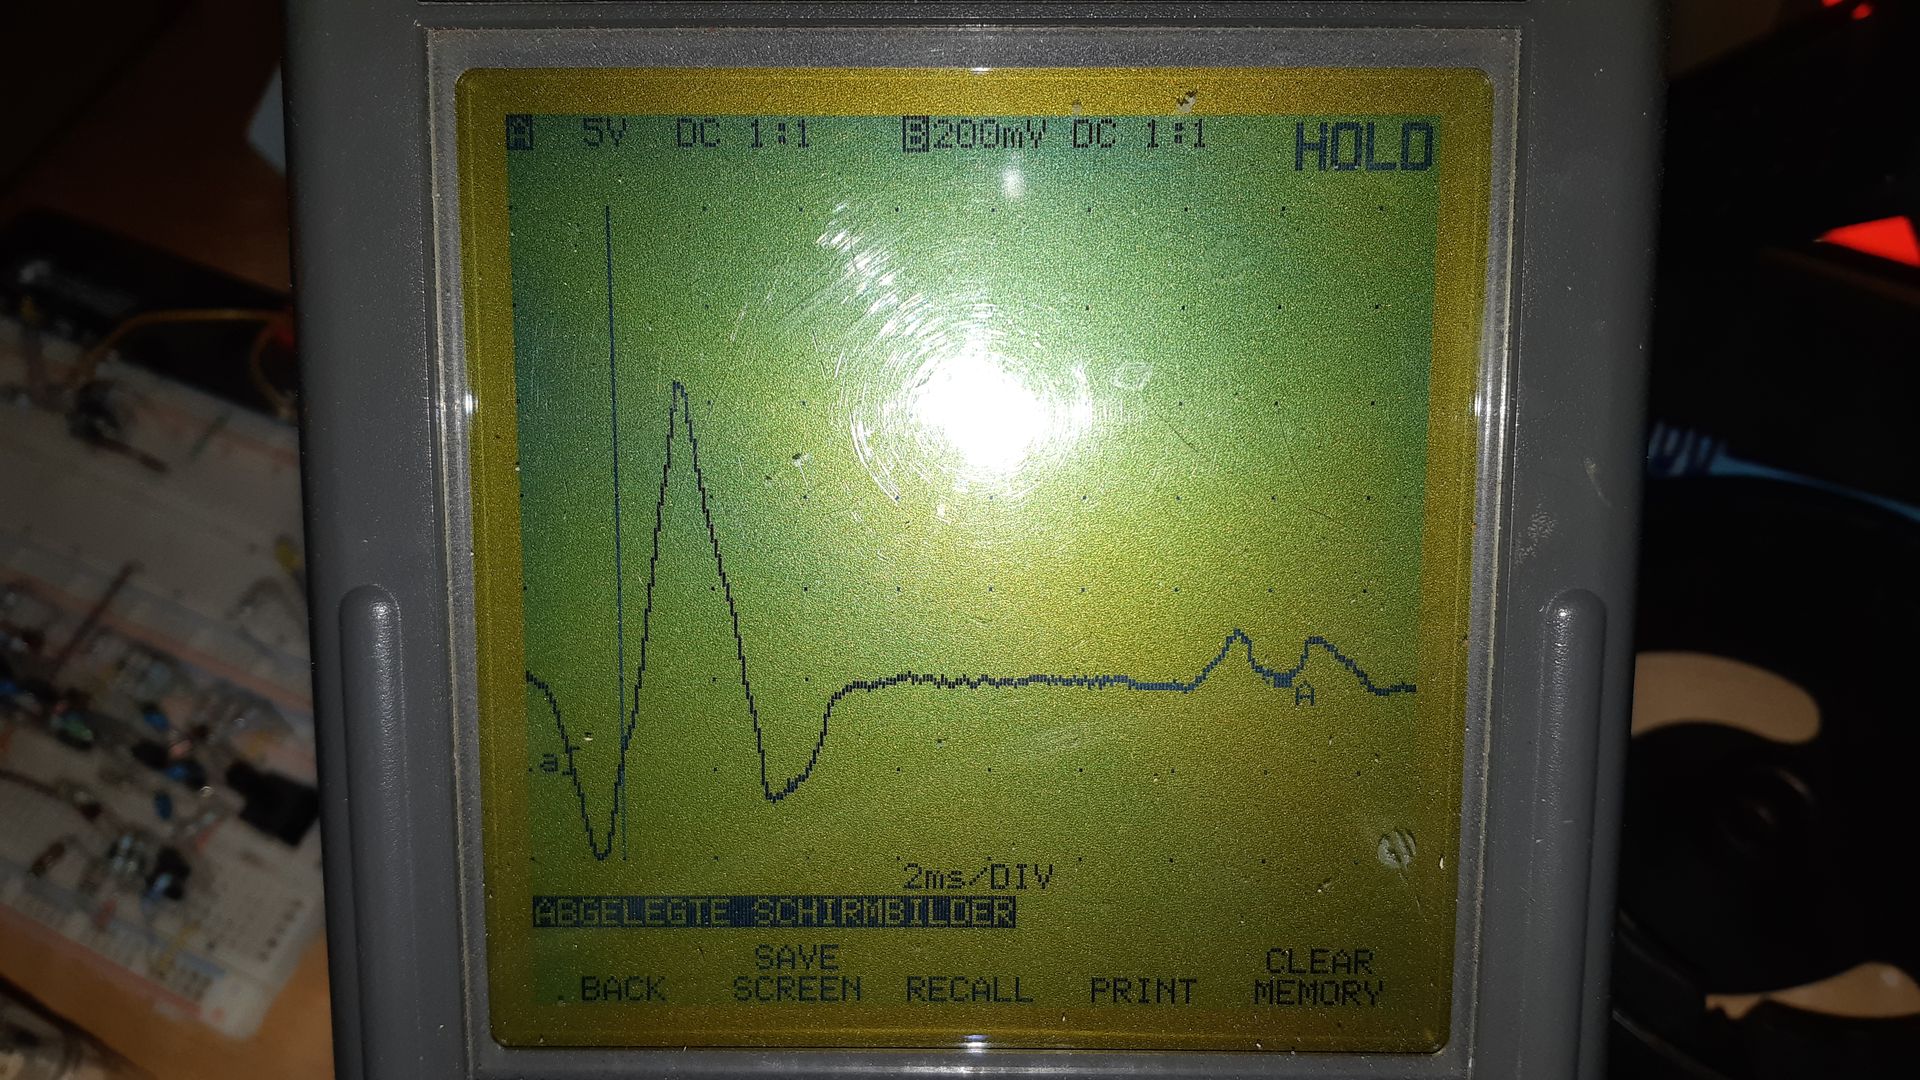 A 5V DC 1:1 B 200mV DC 1:1 HOLD
A
a
2ms/DIV
ABGELEGTE SCHIRMBILDER
BACK SAVE SCREEN RECALL PRINT CLEAR MEMORY